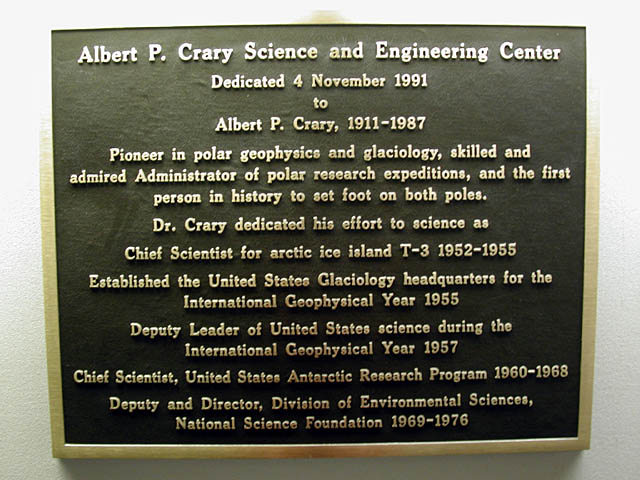 Albert P. Crary Science and Engineering Center
Dedicated 4 November 1991
to
Albert P. Crary, 1911-1987
Pioneer in polar geophysics and glaciology, skilled and
admired Administrator of polar research expeditions, and the first
person in history to set foot on both poles.
Dr. Crary dedicated his effort to science as
Chief Scientist for arctic ice island T-3 1952-1955
Established the United States Glaciology headquarters for the
International Geophysical Year 1955
Deputy Leader of United States science during the
International Geophysical Year 1957
Chief Scientist, United States Antarctic Research Program 1960-1968
Deputy and Director, Division of Environmental Sciences,
National Science Foundation 1969-1976